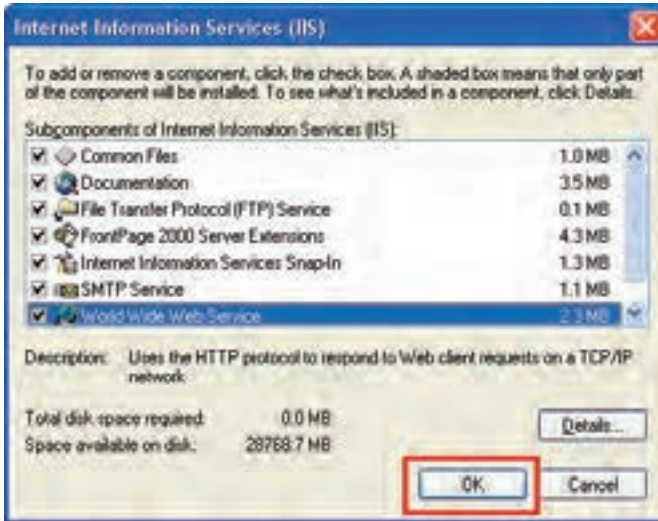 Internet Information Services (IIS)
To add or remove a component, click the check box. A shaded box means that only part
of the component will be installed. To see what's included in a component, click Details.
Subcomponents of Internet Information Services (IIS):
Common Files 1.0 MB
Documentation 3.5 MB
File Transfer Protocol (FTP) Service 0.1 MB
FrontPage 2000 Server Extensions 4.3 MB
Internet Information Services Snap-In 1.3 MB
SMTP Service 1.1 MB
World Wide Web Service 2.3 MB
Description: Uses the HTTP protocol to respond to Web client requests on a TCP/IP
network
Total disk space required: 0.0 MB
Details...
Space available on disk: 28768.7 MB
OK Cancel